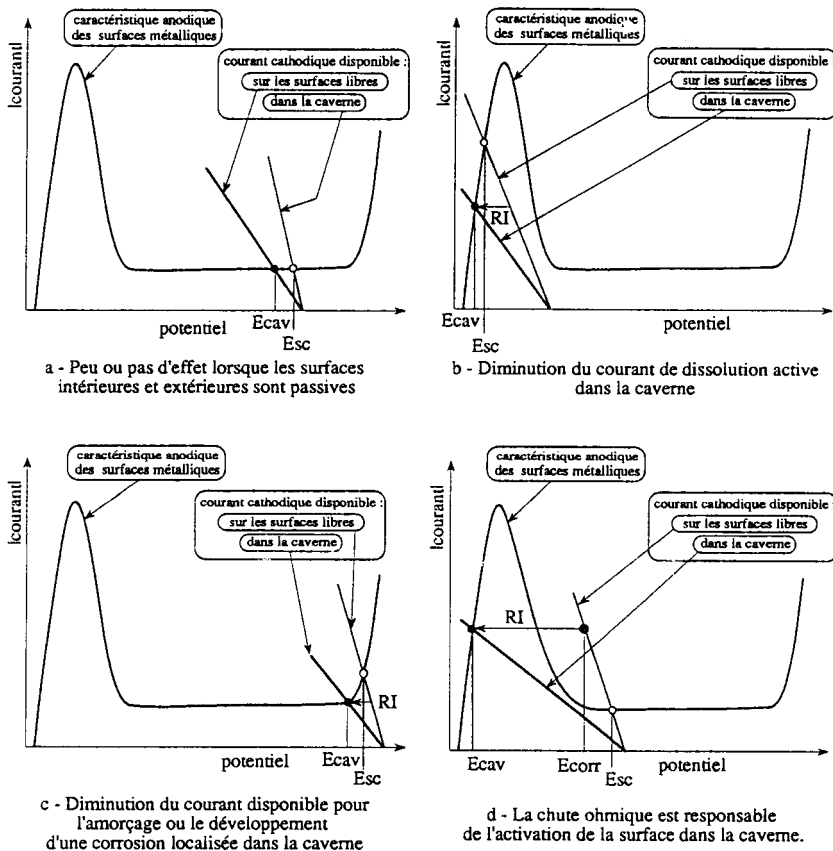 caractéristique anodique
des surfaces métalliques
courant cathodique disponible :
sur les surfaces libres
dans la caverne
|courant|
potentiel
Ecav
Esc
a - Peu ou pas d'effet lorsque les surfaces
intérieures et extérieures sont passives
caractéristique anodique
des surfaces métalliques
courant cathodique disponible :
sur les surfaces libres
dans la caverne
|courant|
RI
Ecav
potentiel
Esc
b - Diminution du courant de dissolution active
dans la caverne
caractéristique anodique
des surfaces métalliques
courant cathodique disponible :
sur les surfaces libres
dans la caverne
|courant|
RI
potentiel
Ecav
Esc
c - Diminution du courant disponible pour
l'amorçage ou le développement
d'une corrosion localisée dans la caverne
caractéristique anodique
des surfaces métalliques
courant cathodique disponible :
sur les surfaces libres
dans la caverne
|courant|
RI
Ecav
Ecorr
potentiel
Esc
d - La chute ohmique est responsable
de l'activation de la surface dans la caverne.